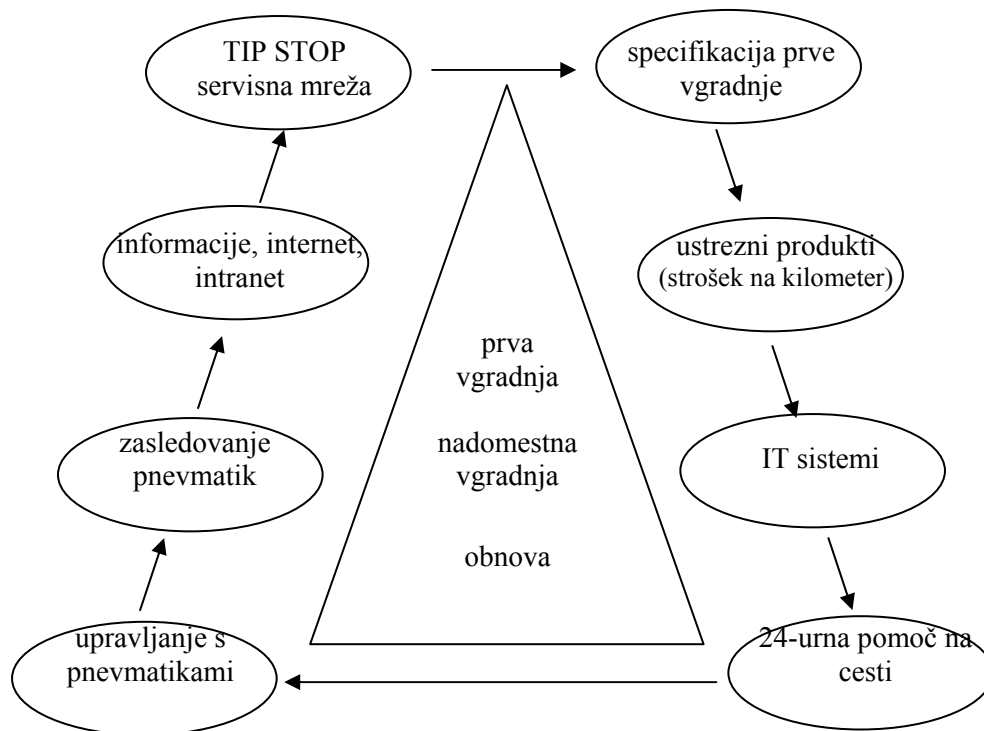 TIP STOP
servisna mreža
specifikacija prve
vgradnje
informacije, internet,
intranet
ustrezni produkti
(strošek na kilometer)
prva
vgradnja
nadomestna
vgradnja
obnova
zasledovanje
pnevmatik
IT sistemi
upravljanje s
pnevmatikami
24-urna pomoč na
cesti